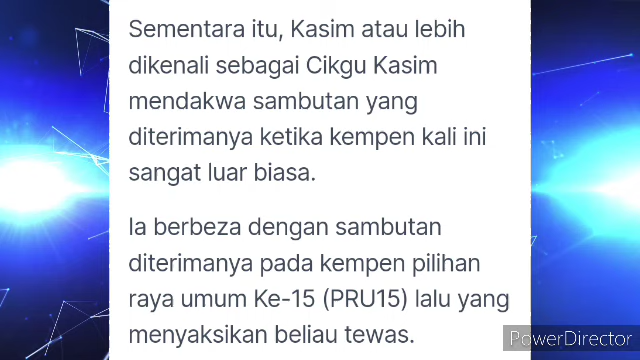 Sementara itu, Kasim atau lebih
dikenali sebagai Cikgu Kasim
mendakwa sambutan yang
diterimanya ketika kempen kali ini
sangat luar biasa.
Ia berbeza dengan sambutan
diterimanya pada kempen pilihan
raya umum Ke-15 (PRU15) lalu yang
menyaksikan beliau tewas.
PowerDirector